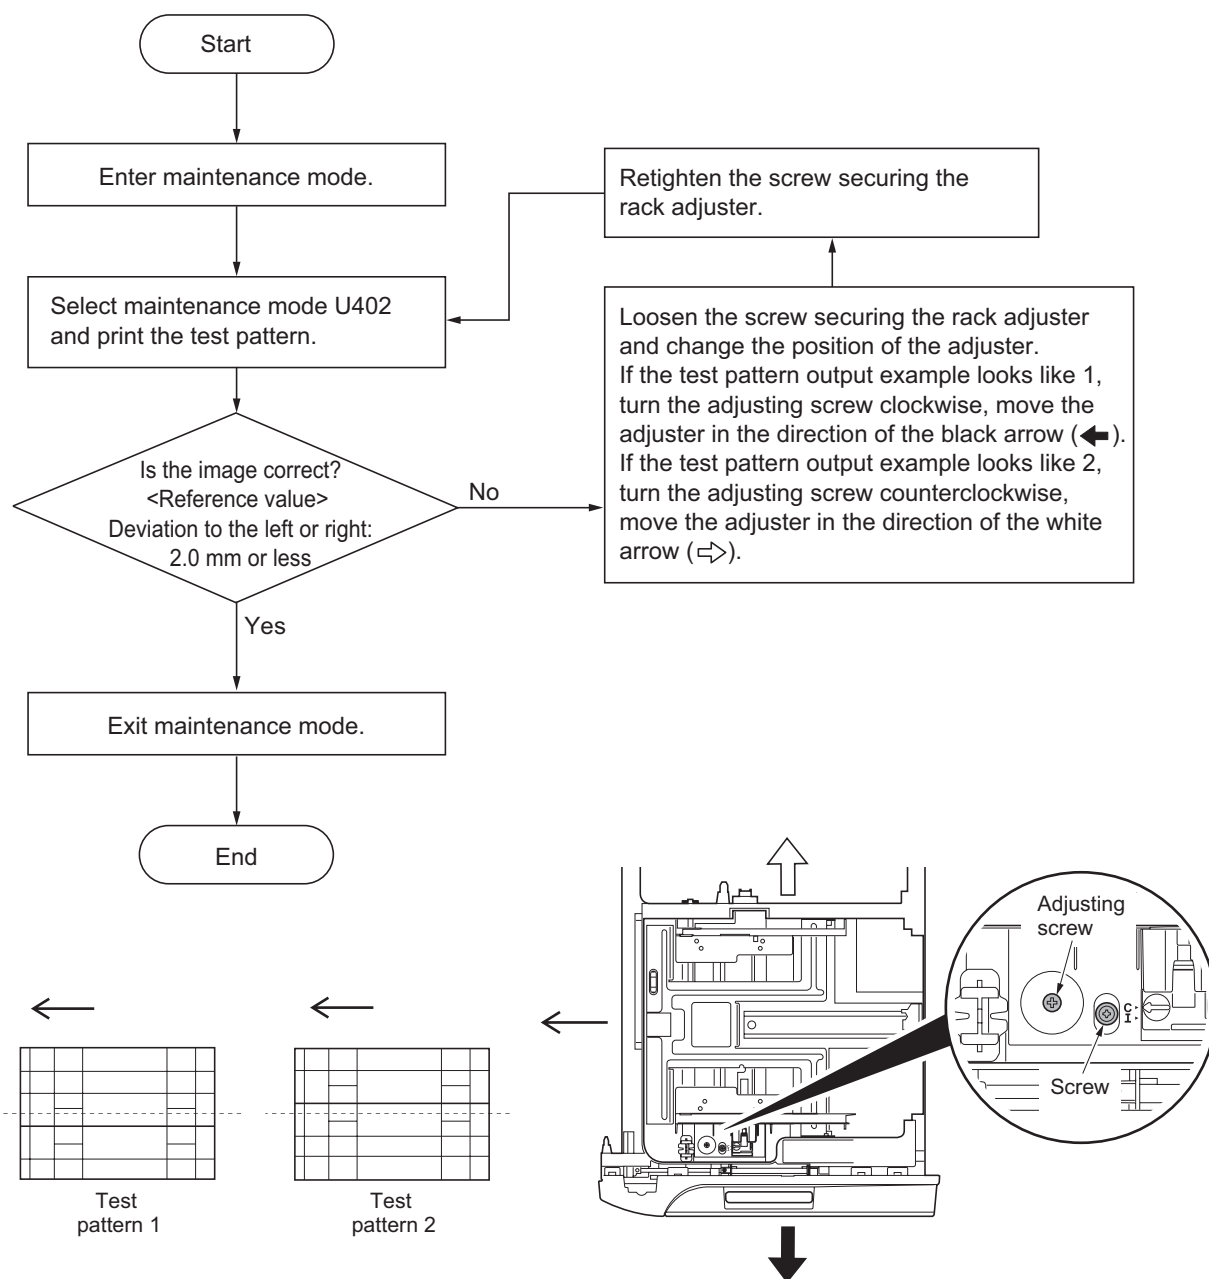 Start
Enter maintenance mode.
Select maintenance mode U402
and print the test pattern.
Is the image correct?
<Reference value>
Deviation to the left or right:
2.0 mm or less
No
Yes
Exit maintenance mode.
End
Retighten the screw securing the
rack adjuster.
Loosen the screw securing the rack adjuster
and change the position of the adjuster.
If the test pattern output example looks like 1,
turn the adjusting screw clockwise, move the
adjuster in the direction of the black arrow (⬅).
If the test pattern output example looks like 2,
turn the adjusting screw counterclockwise,
move the adjuster in the direction of the white
arrow (⇨).
Test
pattern 1
Test
pattern 2
Adjusting
screw
C
I
Screw